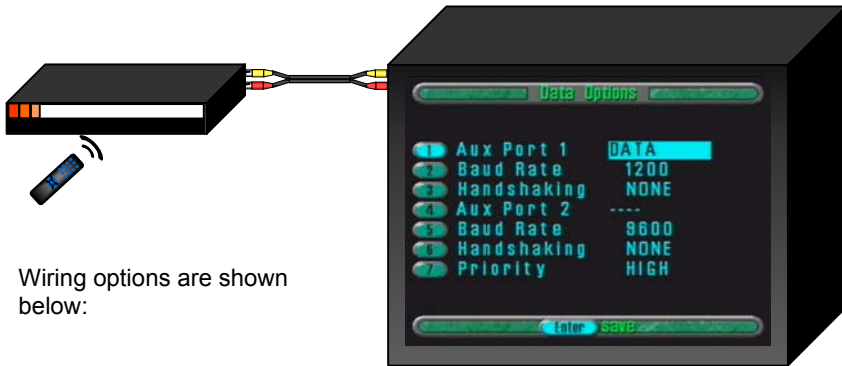 Data Options
1 Aux Port 1 DATA
2 Baud Rate 1200
3 Handshaking NONE
4 Aux Port 2 ----
5 Baud Rate 9600
6 Handshaking NONE
7 Priority HIGH
Enter save
Wiring options are shown
below: